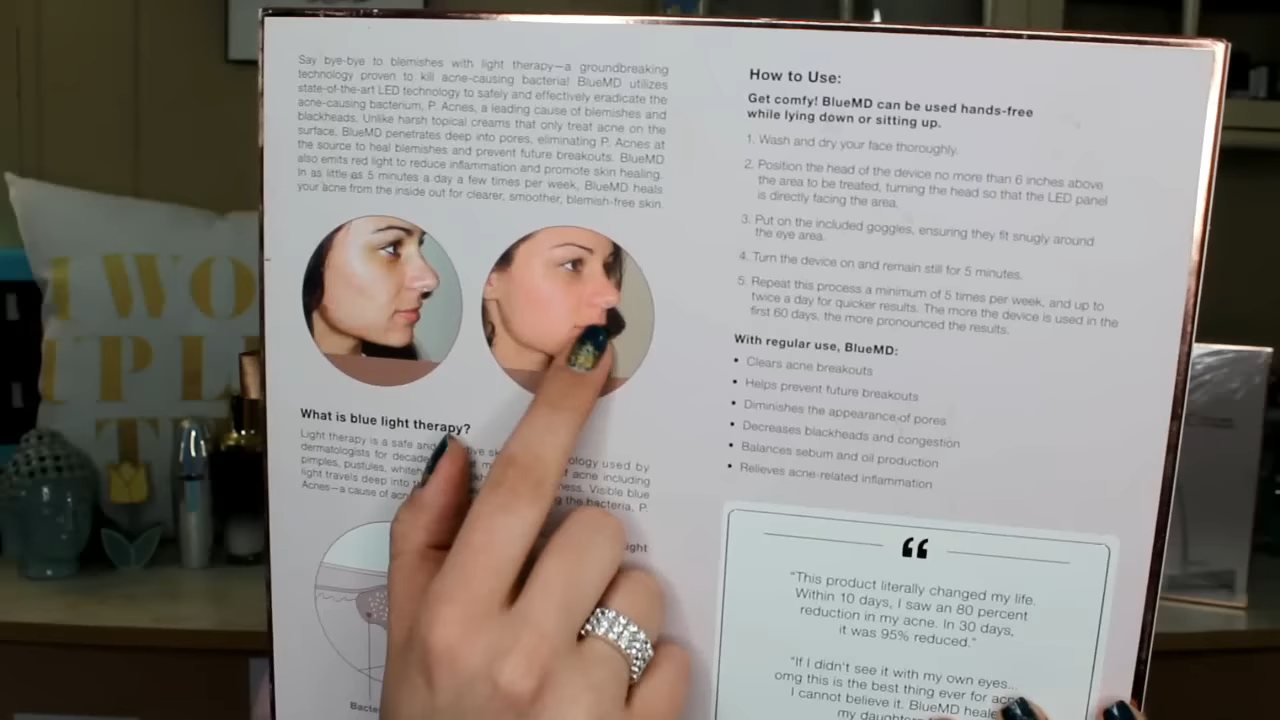 Say bye-bye to blemishes with light therapy—a groundbreaking
technology proven to kill acne-causing bacteria! BlueMD utilizes
state-of-the-art LED technology to safely and effectively eradicate the
acne-causing bacterium, P. Acnes, a leading cause of blemishes and
blackheads. Unlike harsh topical creams that only treat acne on the
surface, BlueMD penetrates deep into pores, eliminating P. Acnes at
the source to heal blemishes and prevent future breakouts. BlueMD
also emits red light to reduce inflammation and promote skin healing.
In as little as 5 minutes a day a few times per week, BlueMD heals
your acne from the inside out for clearer, smoother, blemish-free skin.
What is blue light therapy?
Light therapy is a safe and
used by
dermatologists for
acne including
pimples, pustules,
Visible blue
light travels deep into
the bacteria, P.
Acnes—a cause of
How to Use:
Get comfy! BlueMD can be used hands-free
while lying down or sitting up.
1. Wash and dry your face thoroughly.
2. Position the head of the device no more than 6 inches above
the area to be treated, turning the head so that the LED panel
is directly facing the area.
3. Put on the included goggles, ensuring they fit snugly around
the eye area.
4. Turn the device on and remain still for 5 minutes.
5. Repeat this process a minimum of 5 times per week, and up to
twice a day for quicker results. The more the device is used in the
first 60 days, the more pronounced the results.
With regular use, BlueMD:
• Clears acne breakouts
• Helps prevent future breakouts
• Diminishes the appearance of pores
• Decreases blackheads and congestion
• Balances sebum and oil production
• Relieves acne-related inflammation
“This product literally changed my life.
Within 10 days, I saw an 80 percent
reduction in my acne. In 30 days,
it was 95% reduced.”
“If I didn't see it with my own eyes...
omg this is the best thing ever for
I cannot believe it. BlueMD
my